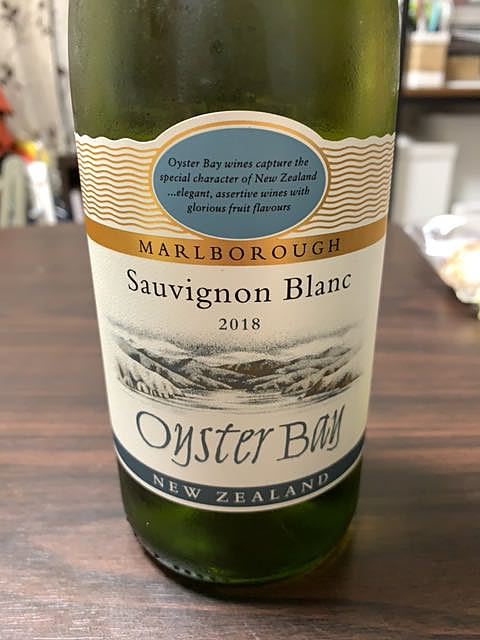 Oyster Bay wines capture the
special character of New Zealand
...elegant, assertive wines with
glorious fruit flavours
MARLBOROUGH
Sauvignon Blanc
2018
Oyster Bay
NEW ZEALAND